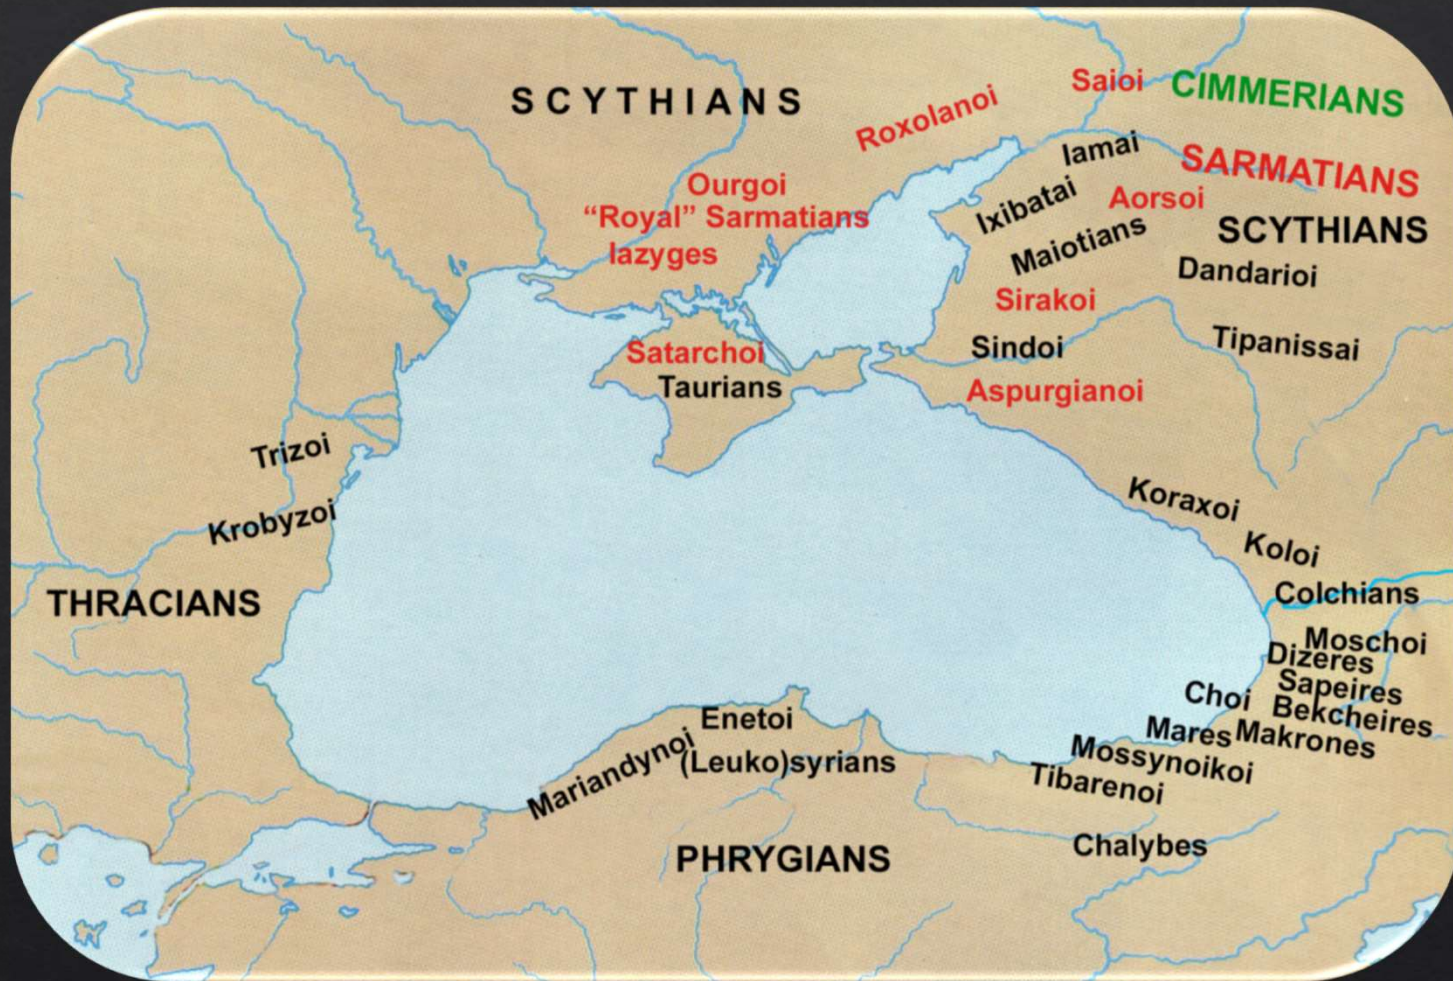 SCYTHIANS
Roxolanoi
Saioi
CIMMERIANS
Iamai
SARMATIANS
Ourgoi
“Royal” Sarmatians
Iazyges
Ixibatai
Aorsoi
Maiotians
SCYTHIANS
Dandarioi
Sirakoi
Sindoi
Tipanissai
Satarchoi
Taurians
Aspurgianoi
Trizoi
Krobyzoi
THRACIANS
Koraxoi
Koloi
Colchians
Moschoi
Dizeres
Sapeires
Choi
Bekcheires
Mares
Makrones
Mossynoikoi
Tibarenoi
Chalybes
Enetoi
Mariandynoi
(Leuko)syrians
PHRYGIANS